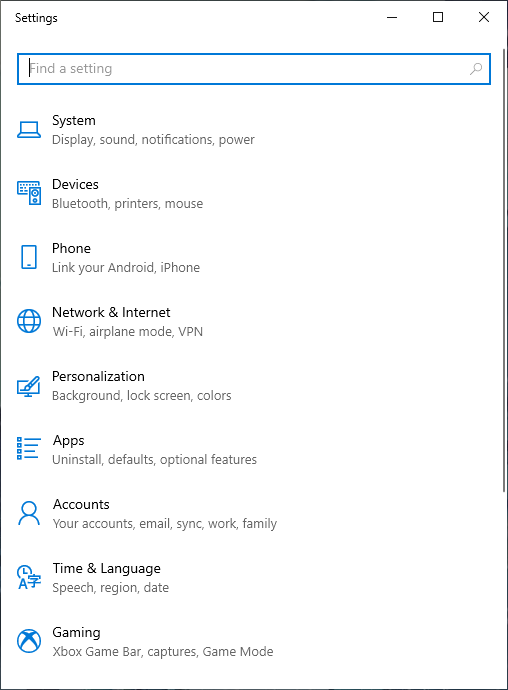 Settings
Find a setting
System
Display, sound, notifications, power
Devices
Bluetooth, printers, mouse
Phone
Link your Android, iPhone
Network & Internet
Wi-Fi, airplane mode, VPN
Personalization
Background, lock screen, colors
Apps
Uninstall, defaults, optional features
Accounts
Your accounts, email, sync, work, family
Time & Language
Speech, region, date
Gaming
Xbox Game Bar, captures, Game Mode